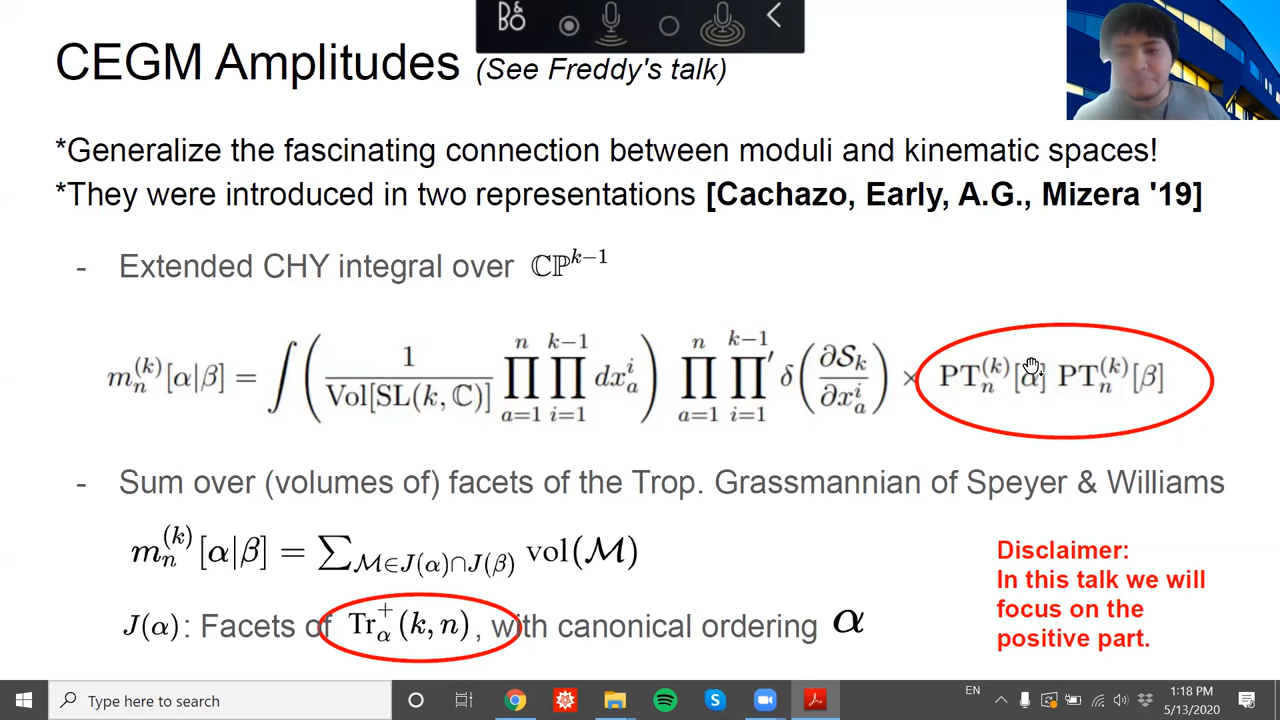 B&O
CEGM Amplitudes (See Freddy's talk)
*Generalize the fascinating connection between moduli and kinematic spaces!
*They were introduced in two representations [Cachazo, Early, A.G., Mizera '19]
- Extended CHY integral over ℂℙ^{k−1}
m_n^{(k)}[α|β] = ∫ ( 1 / Vol[SL(k, ℂ)] ∏_{a=1}^{n} ∏_{i=1}^{k−1} dx_a^i ) ∏_{a=1}^{n} ∏_{i=1}^{k−1}′ δ( ∂𝒮_k / ∂x_a^i ) × PT_n^{(k)}[α] PT_n^{(k)}[β]
- Sum over (volumes of) facets of the Trop. Grassmannian of Speyer & Williams
m_n^{(k)}[α|β] = ∑_{ℳ∈J(α)∩J(β)} vol(ℳ)
J(α): Facets of Tr_α^+(k, n), with canonical ordering α
Disclaimer:
In this talk we will
focus on the
positive part.
Type here to search
EN
1:18 PM
5/13/2020